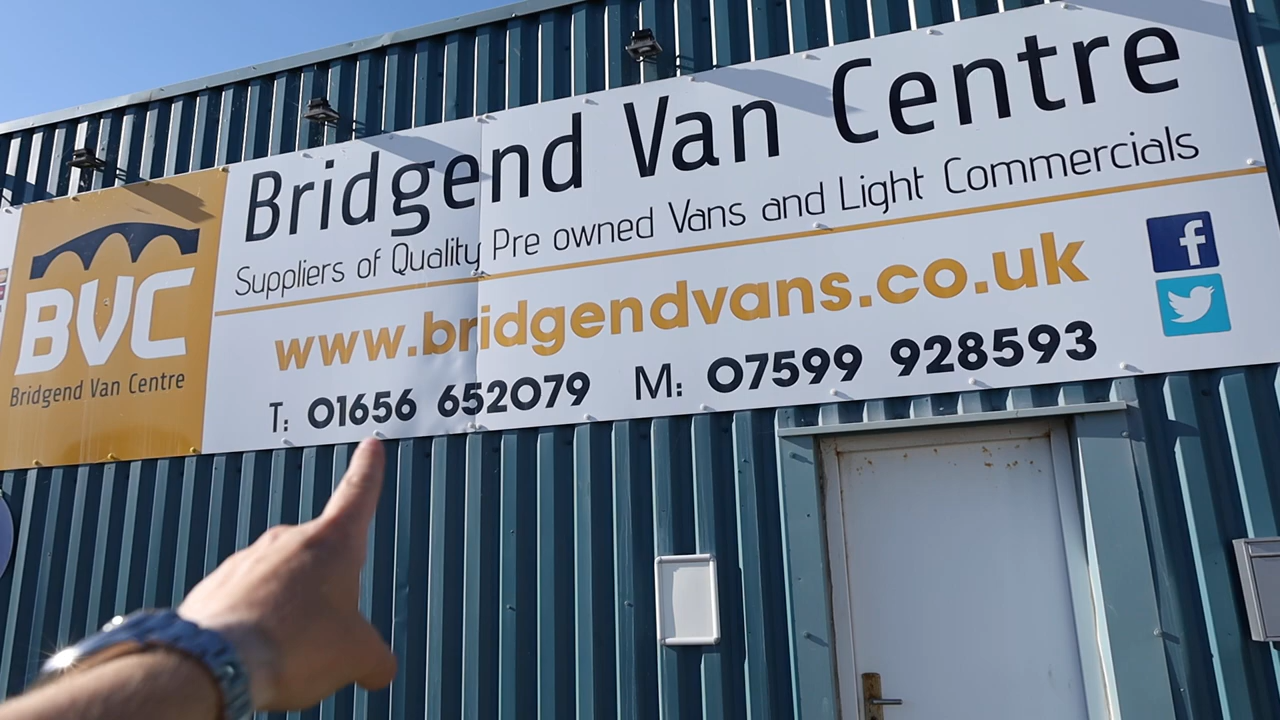 BVC
Bridgend Van Centre
Bridgend Van Centre
Suppliers of Quality Pre owned Vans and Light Commercials
www.bridgendvans.co.uk
T: 01656 652079 M: 07599 928593
f